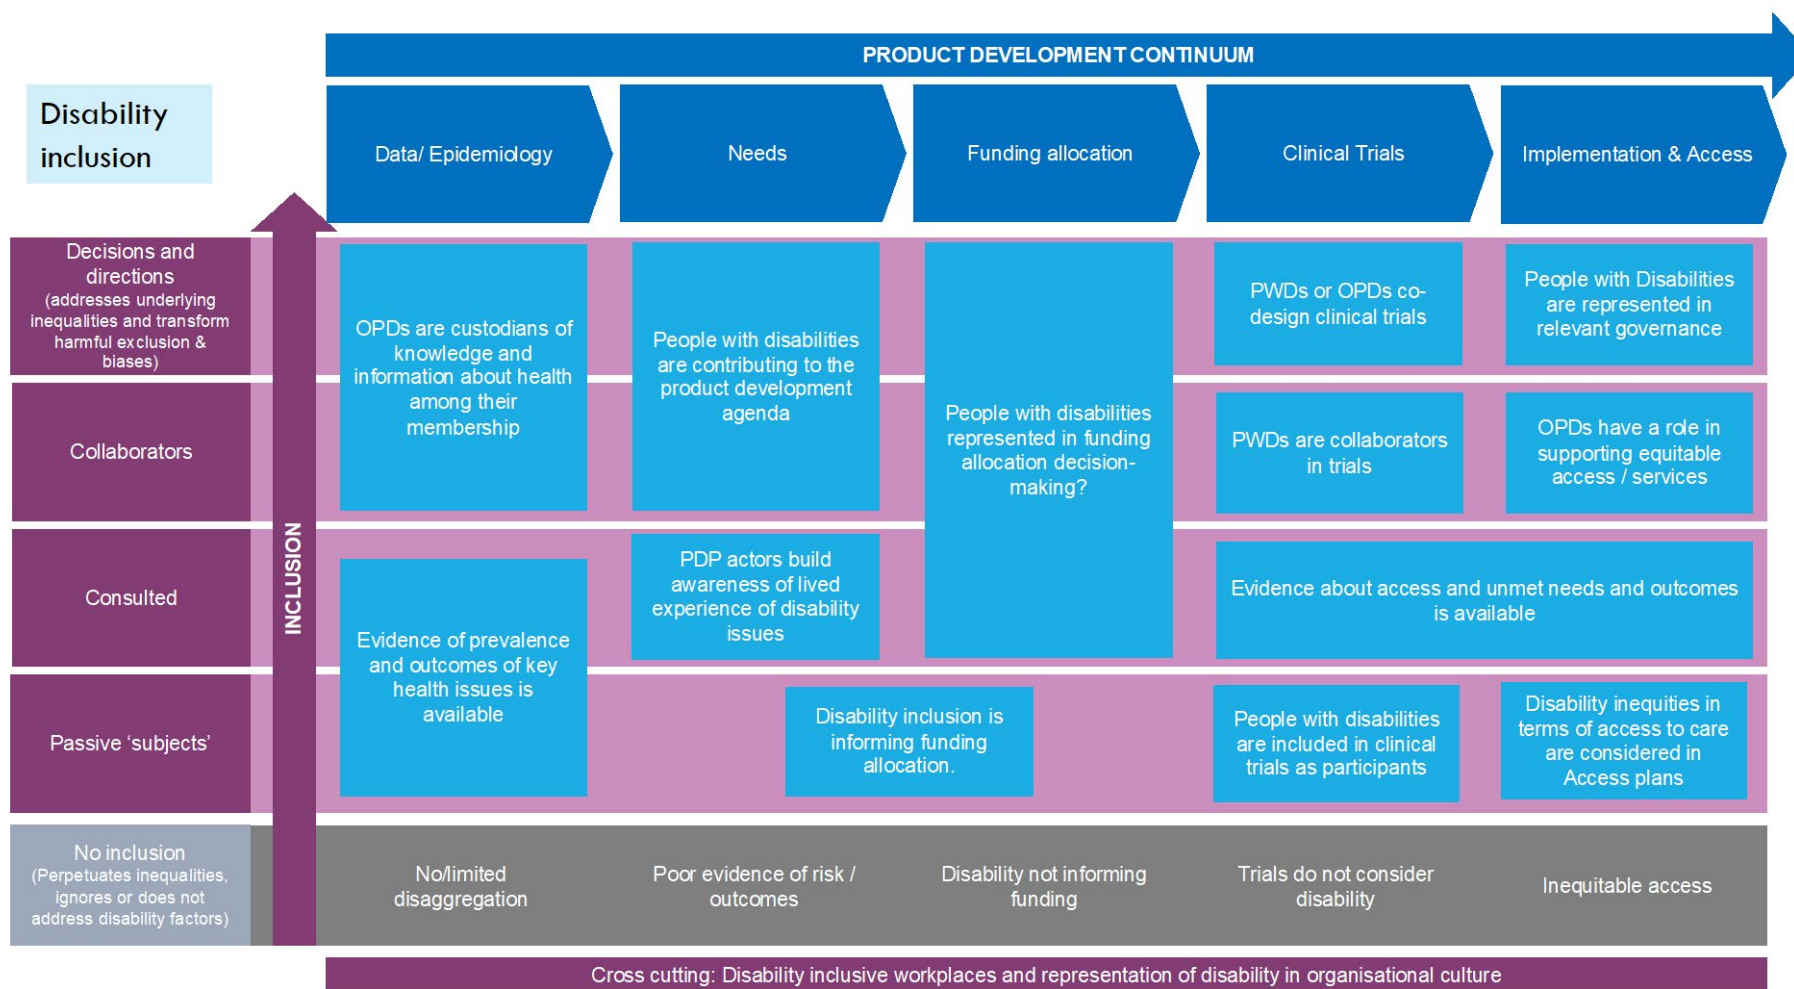 PRODUCT DEVELOPMENT CONTINUUM
Disability
inclusion
Data/ Epidemiology
Needs
Funding allocation
Clinical Trials
Implementation & Access
INCLUSION
Decisions and
directions
(addresses underlying
inequalities and transform
harmful exclusion &
biases)
OPDs are custodians of
knowledge and
information about health
among their
membership
People with disabilities
are contributing to the
product development
agenda
People with disabilities
represented in funding
allocation decision-
making?
PWDs or OPDs co-
design clinical trials
People with Disabilities
are represented in
relevant governance
Collaborators
PWDs are collaborators
in trials
OPDs have a role in
supporting equitable
access / services
Consulted
Evidence of prevalence
and outcomes of key
health issues is
available
PDP actors build
awareness of lived
experience of disability
issues
Evidence about access and unmet needs and outcomes
is available
Passive ‘subjects’
Disability inclusion is
informing funding
allocation.
People with disabilities
are included in clinical
trials as participants
Disability inequities in
terms of access to care
are considered in
Access plans
No inclusion
(Perpetuates inequalities,
ignores or does not
address disability factors)
No/limited
disaggregation
Poor evidence of risk /
outcomes
Disability not informing
funding
Trials do not consider
disability
Inequitable access
Cross cutting: Disability inclusive workplaces and representation of disability in organisational culture